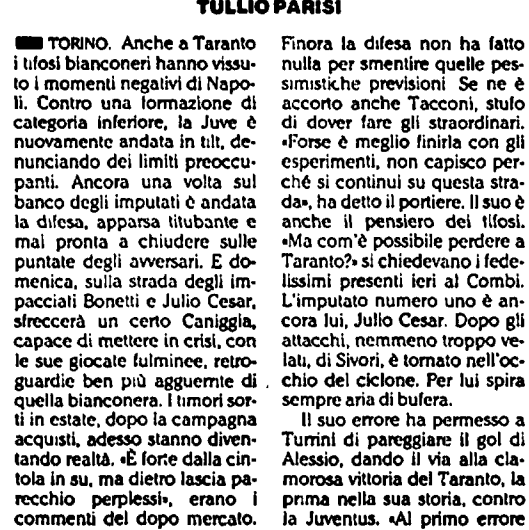 TULLIO PARISI
TORINO. Anche a Taranto
i tifosi bianconeri hanno vissu-
to i momenti negativi di Napo-
li. Contro una formazione di
categoria inferiore, la Juve è
nuovamente andata in tilt, de-
nunciando dei limiti preoccu-
panti. Ancora una volta sul
banco degli imputati è andata
la difesa, apparsa titubante e
mai pronta a chiudere sulle
puntate degli avversari. E do-
menica, sulla strada degli im-
pacciati Bonetti e Julio Cesar,
sfreccerà un certo Caniggia,
capace di mettere in crisi, con
le sue giocate fulminee, retro-
guardie ben più agguerrite di
quella bianconera. I timori sor-
ti in estate, dopo la campagna
acquisti, adesso stanno diven-
tando realtà. «È forte dalla cin-
tola in su, ma dietro lascia pa-
recchio perplessi», erano i
commenti del dopo mercato.
Finora la difesa non ha fatto
nulla per smentire quelle pes-
simistiche previsioni Se ne è
accorto anche Tacconi, stufo
di dover fare gli straordinari.
«Forse è meglio finirla con gli
esperimenti, non capisco per-
ché si continui su questa stra-
da», ha detto il portiere. Il suo è
anche il pensiero dei tifosi.
«Ma com'è possibile perdere a
Taranto?» si chiedevano i fede-
lissimi presenti ieri al Combi.
L'imputato numero uno è an-
cora lui, Julio Cesar. Dopo gli
attacchi, nemmeno troppo ve-
lati, di Sivori, è tornato nell'oc-
chio del ciclone. Per lui spira
sempre aria di bufera.
Il suo errore ha permesso a
Turrini di pareggiare il gol di
Alessio, dando il via alla cla-
morosa vittoria del Taranto, la
prima nella sua storia, contro
la Juventus. «Al primo errore